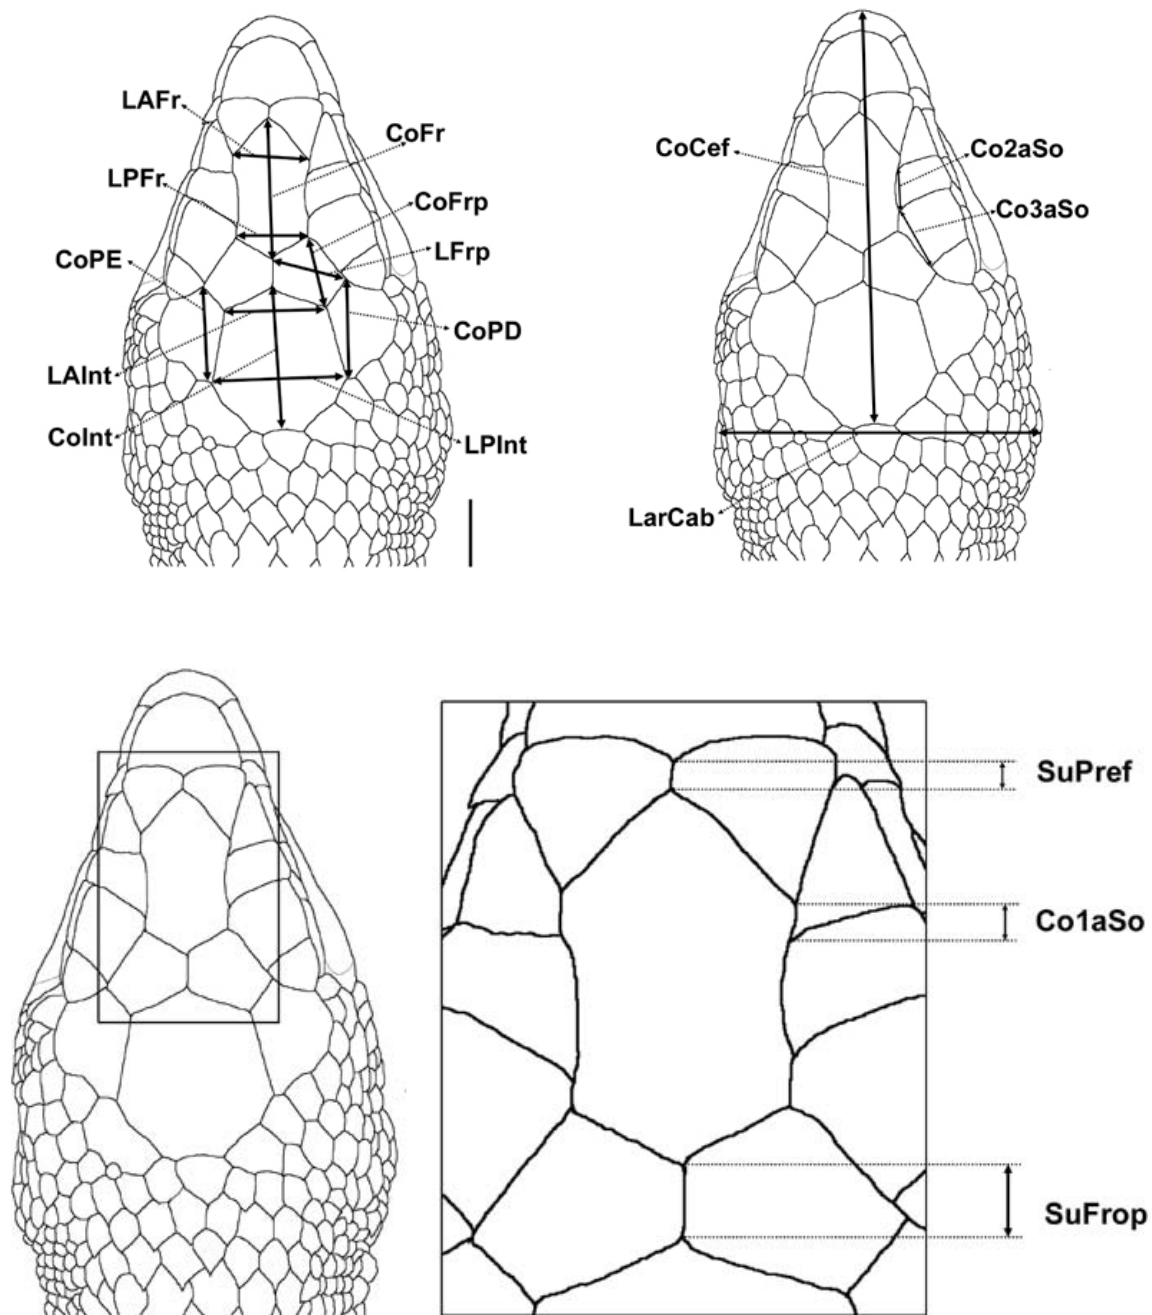 LAFr
CoFr
LPFr
CoFrp
CoPE
LFrp
CoPD
LAInt
CoInt
LPInt
CoCef
Co2aSo
Co3aSo
LarCab
SuPref
Co1aSo
SuFrop